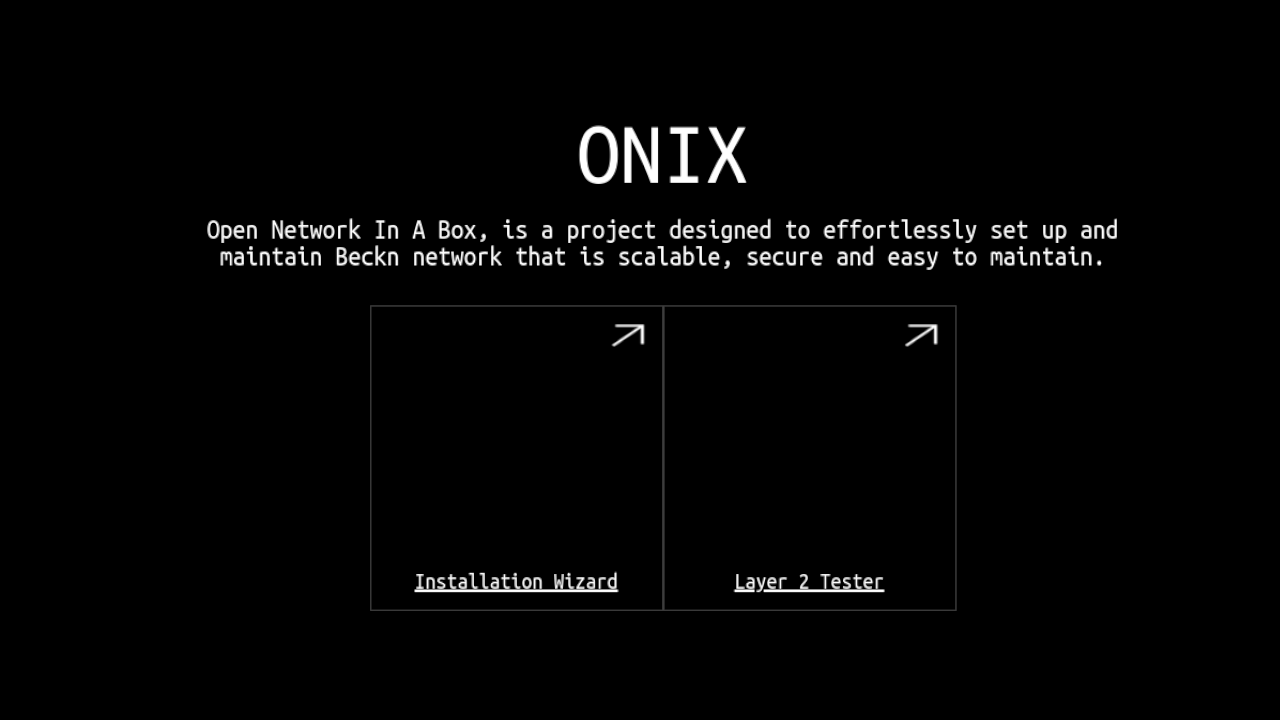 ONIX
Open Network In A Box, is a project designed to effortlessly set up and
maintain Beckn network that is scalable, secure and easy to maintain.
Installation Wizard
Layer 2 Tester